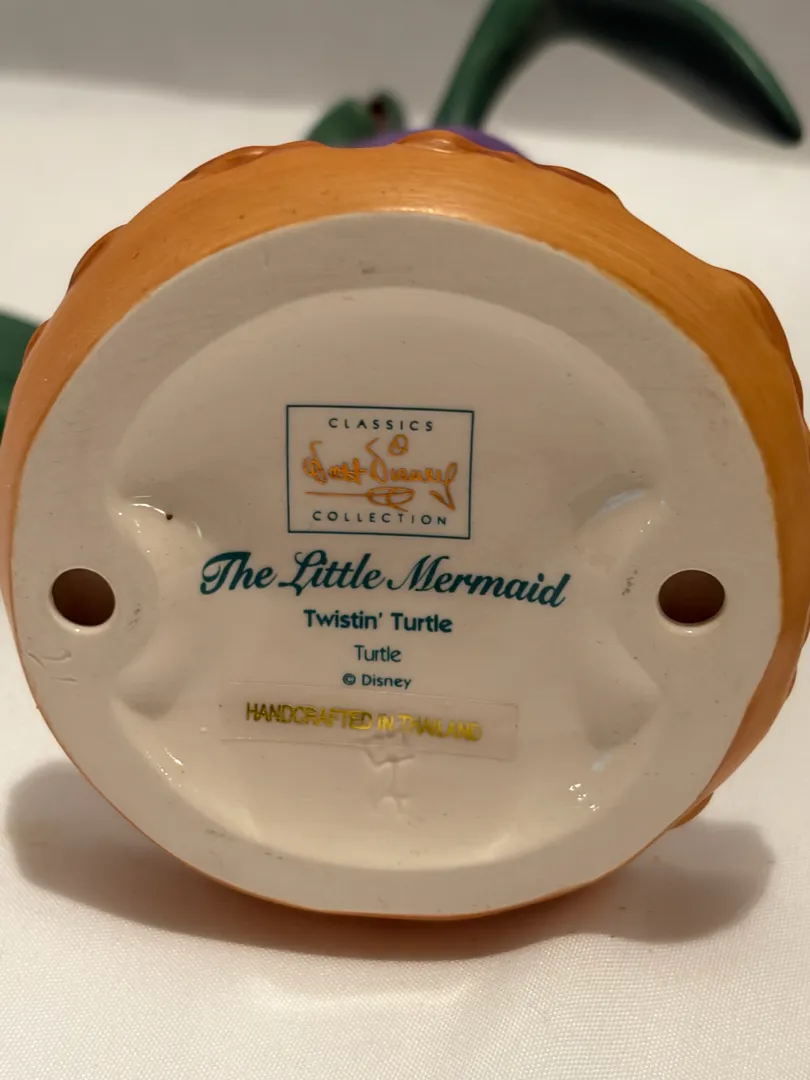 CLASSICS
Walt Disney
COLLECTION
The Little Mermaid
Twistin' Turtle
Turtle
© Disney
HANDCRAFTED IN THAILAND